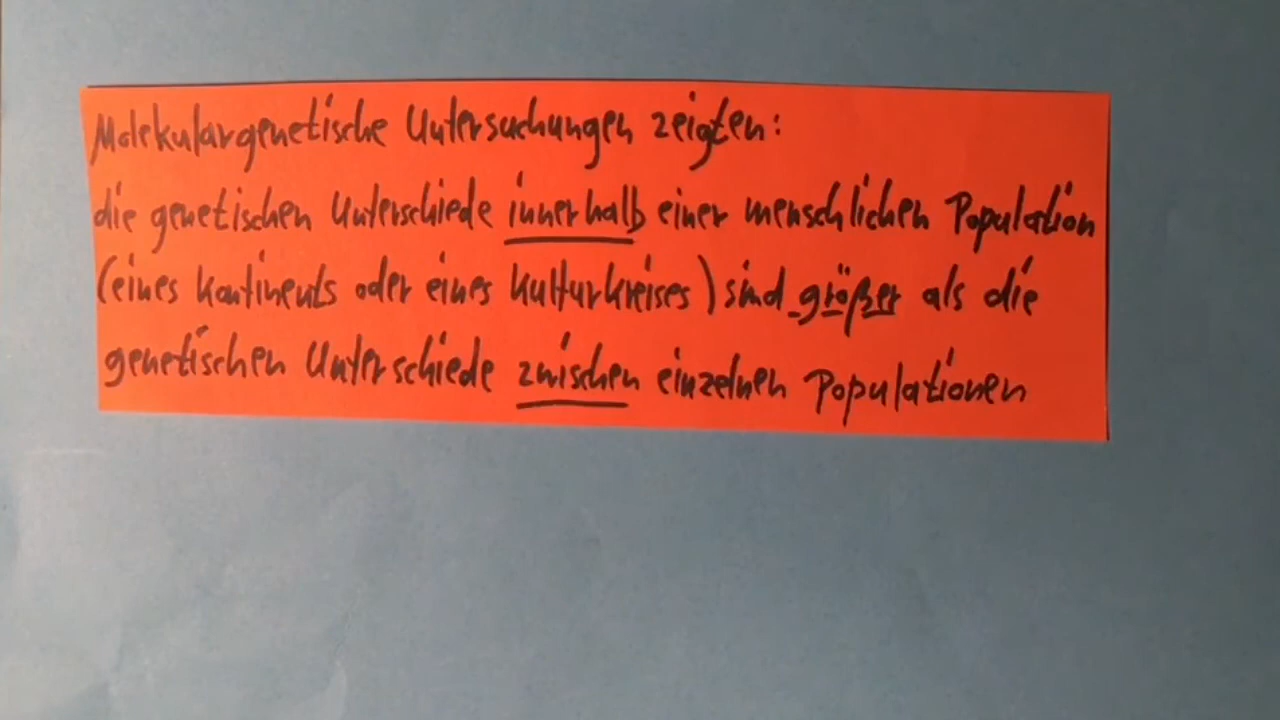 Molekulargenetische Untersuchungen zeigten:
die genetischen Unterschiede innerhalb einer menschlichen Population
(eines Kontinents oder eines Kulturkreises) sind größer als die
genetischen Unterschiede zwischen einzelnen Populationen